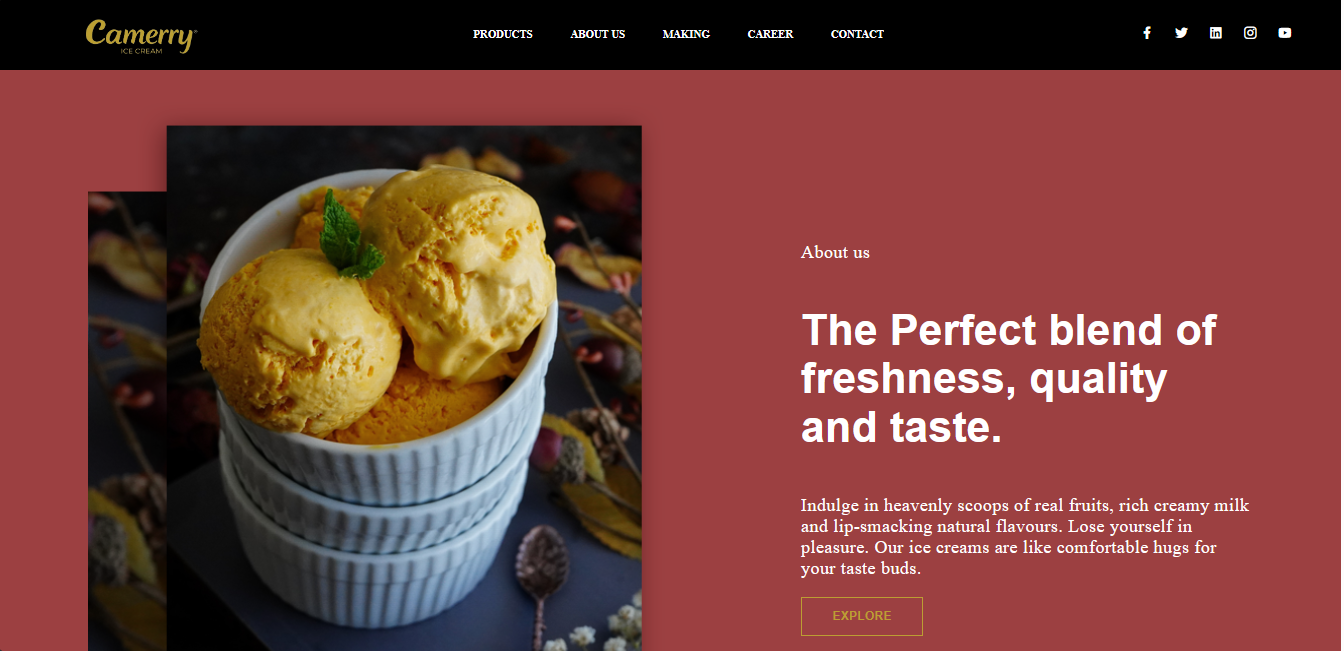 Camerry
ICE CREAM
PRODUCTS ABOUT US MAKING CAREER CONTACT
About us
The Perfect blend of
freshness, quality
and taste.
Indulge in heavenly scoops of real fruits, rich creamy milk
and lip-smacking natural flavours. Lose yourself in
pleasure. Our ice creams are like comfortable hugs for
your taste buds.
EXPLORE